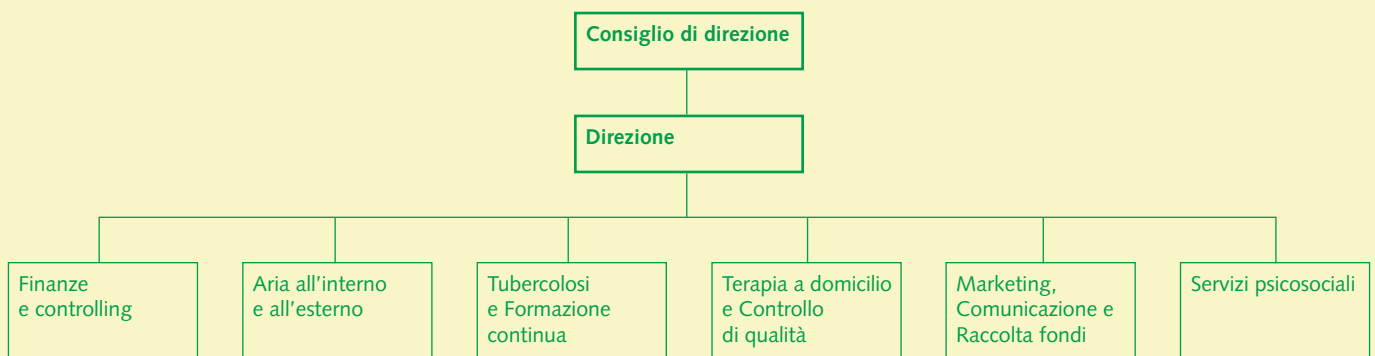 Consiglio di direzione
Direzione
Finanze
e controlling
Aria all'interno
e all'esterno
Tubercolosi
e Formazione
continua
Terapia a domicilio
e Controllo
di qualità
Marketing,
Comunicazione e
Raccolta fondi
Servizi psicosociali